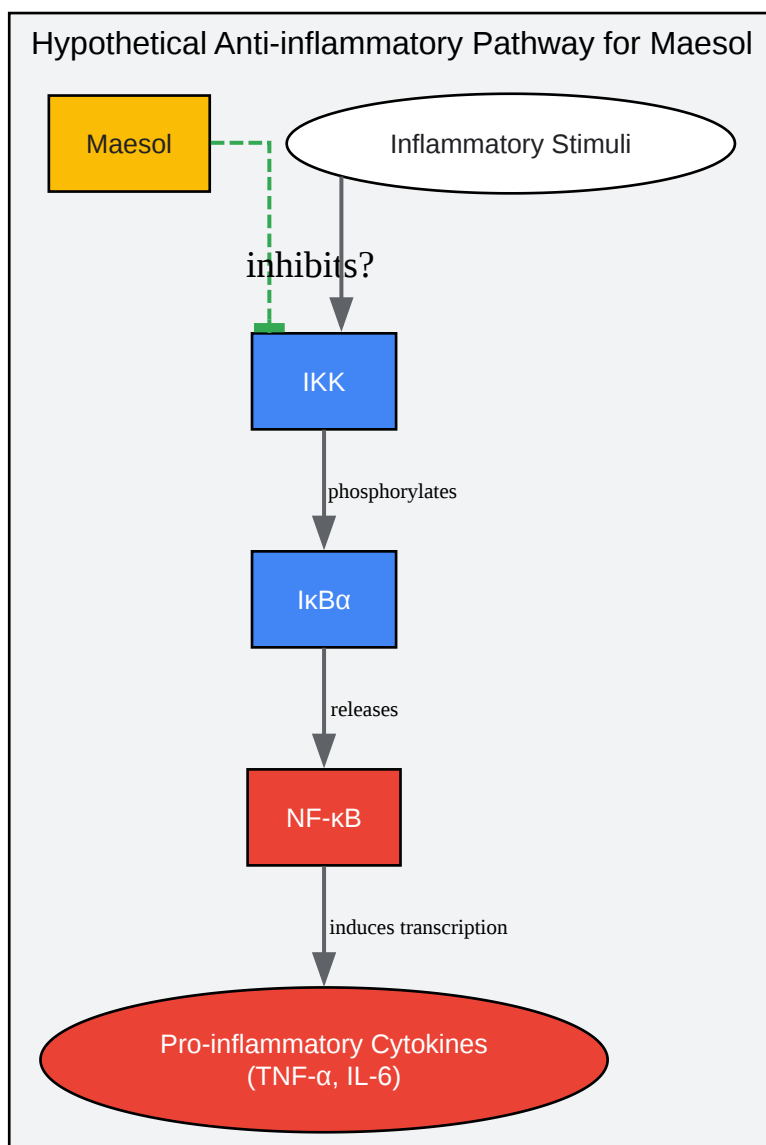 Hypothetical Anti-inflammatory Pathway for Maesol
Maesol
Inflammatory Stimuli
inhibits?
IKK
phosphorylates
IκBα
releases
NF-κB
induces transcription
Pro-inflammatory Cytokines
(TNF-α, IL-6)